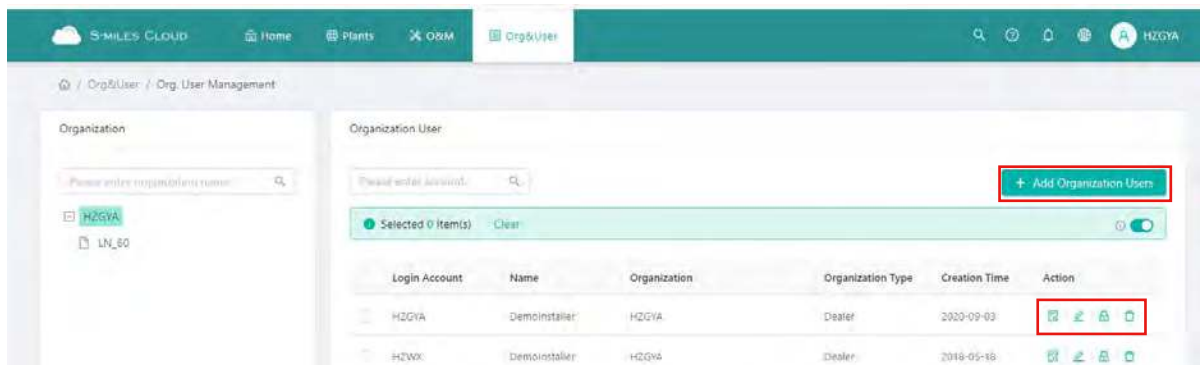 S-MILES CLOUD Home Plants O&M Org&User HZGYA
/ Org&User / Org. User Management
Organization Organization User
Please enter organization name Please enter account. + Add Organization Users
HZGYA Selected 0 item(s) Clear
LN_60
Login Account Name Organization Organization Type Creation Time Action
HZGYA Demoinstaller HZGYA Dealer 2020-09-03
HZWX Demoinstaller HZGYA Dealer 2018-05-18